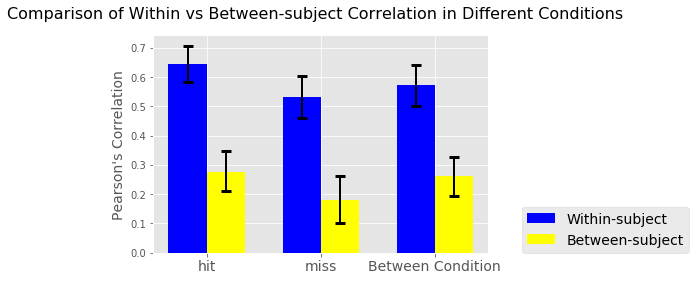 Comparison of Within vs Between-subject Correlation in Different Conditions
Pearson's Correlation
0.7
0.6
0.5
0.4
0.3
0.2
0.1
0.0
hit
miss
Between Condition
Within-subject
Between-subject